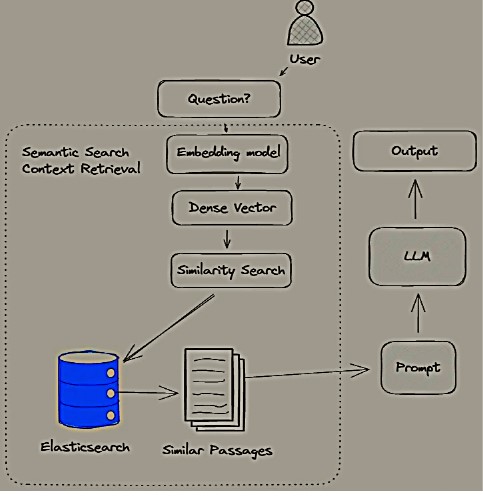 User
Question?
Semantic Search
Context Retrieval
Embedding model
Output
Dense Vector
LLM
Similarity Search
Prompt
Elasticsearch
Similar Passages